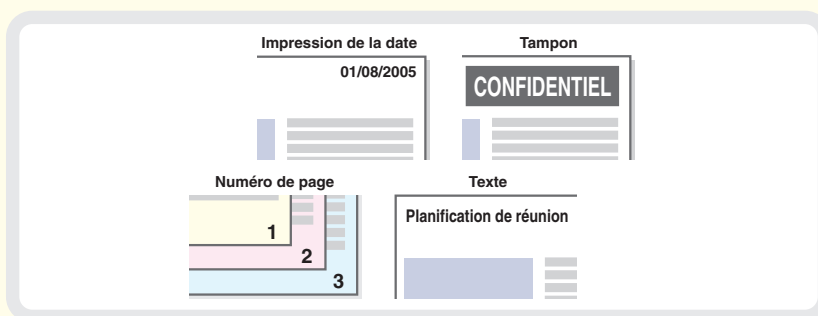 Impression de la date
01/08/2005
Tampon
CONFIDENTIEL
Numéro de page
1
2
3
Texte
Planification de réunion